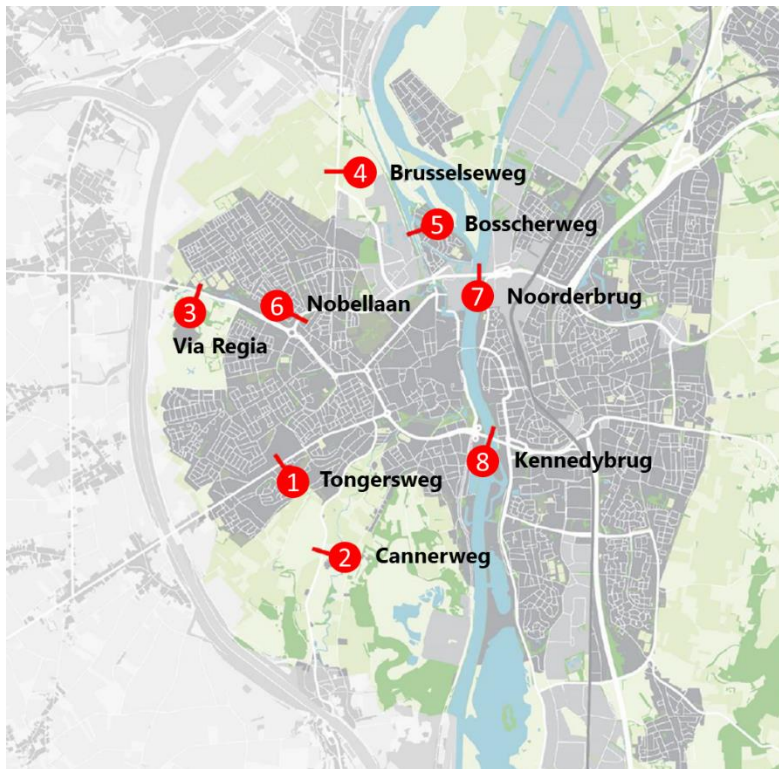 4 Brusselseweg
5 Bosscherweg
6 Nobellaan
7 Noorderbrug
3
Via Regia
8 Kennedybrug
1 Tongersweg
2 Cannerweg